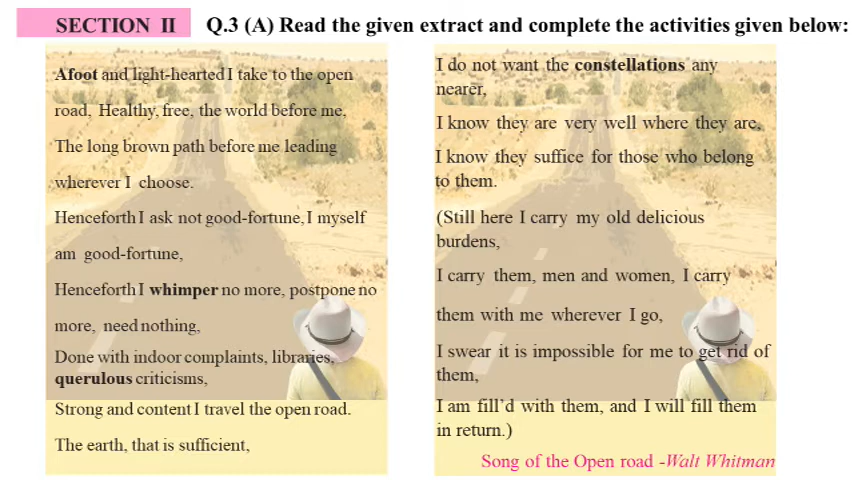 SECTION II
Q.3 (A) Read the given extract and complete the activities given below:
Afoot and light-hearted I take to the open
road, Healthy, free, the world before me,
The long brown path before me leading
wherever I choose.
Henceforth I ask not good-fortune, I myself
am good-fortune,
Henceforth I whimper no more, postpone no
more, need nothing,
Done with indoor complaints, libraries,
querulous criticisms,
Strong and content I travel the open road.
The earth, that is sufficient,
I do not want the constellations any
nearer,
I know they are very well where they are,
I know they suffice for those who belong
to them.
(Still here I carry my old delicious
burdens,
I carry them, men and women, I carry
them with me wherever I go,
I swear it is impossible for me to get rid of
them,
I am fill'd with them, and I will fill them
in return.)
Song of the Open road -Walt Whitman